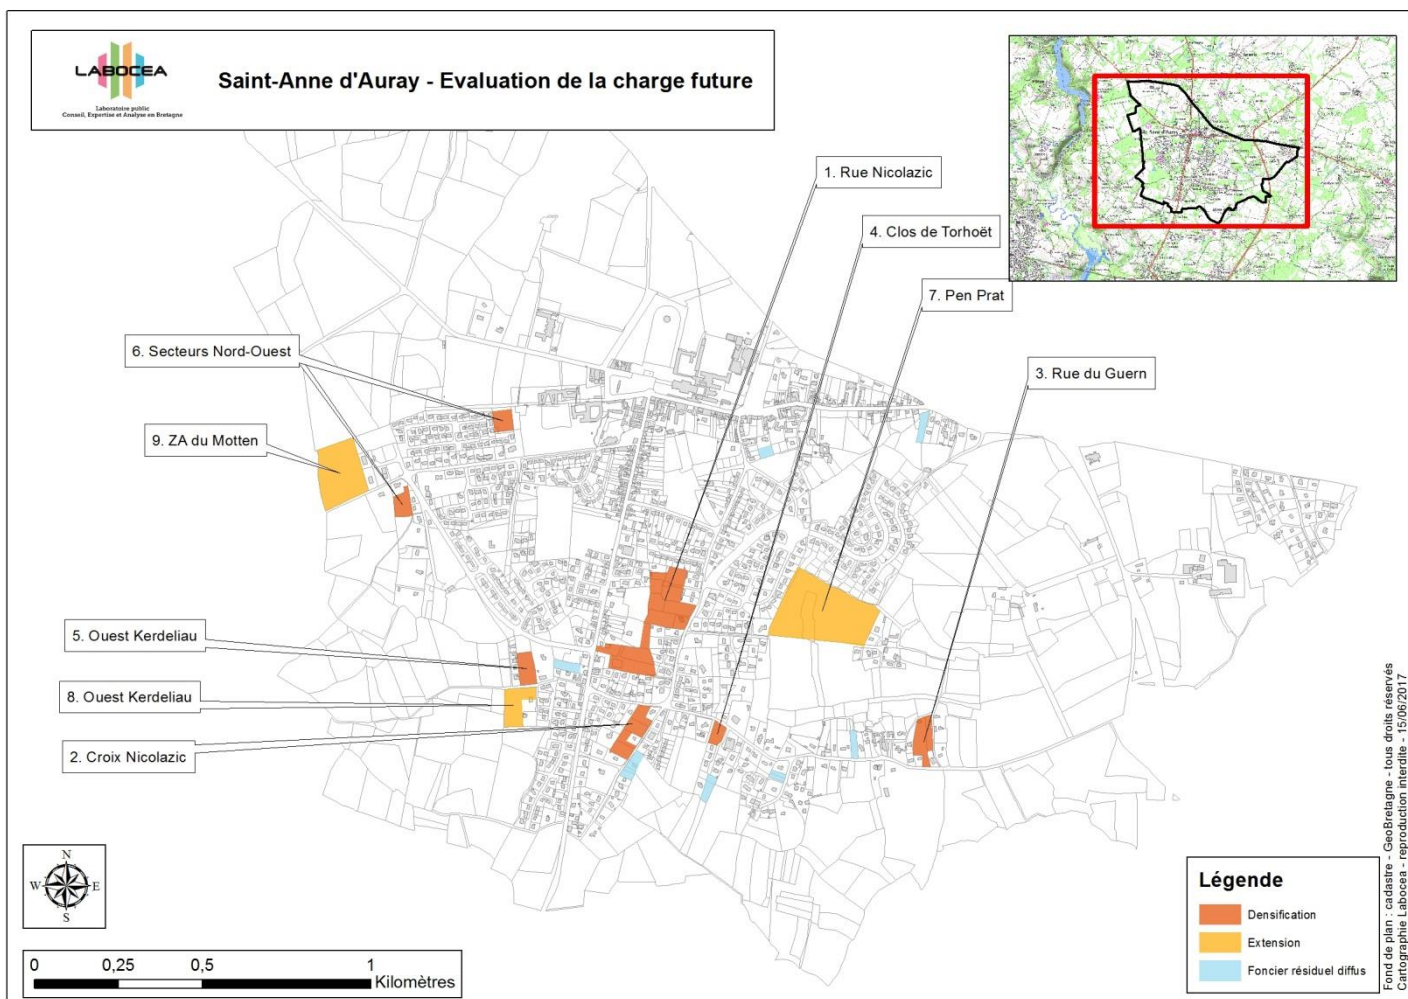 LABOCEA
Laboratoire public
Conseil, Expertise et Analyse en Bretagne
Saint-Anne d'Auray - Evaluation de la charge future
1. Rue Nicolazic
4. Clos de Torhoët
7. Pen Prat
3. Rue du Guern
6. Secteurs Nord-Ouest
9. ZA du Motten
5. Ouest Kerdeliau
8. Ouest Kerdeliau
2. Croix Nicolazic
N
W E
S
0 0,25 0,5 1
Kilomètres
Légende
Densification
Extension
Foncier résiduel diffus
Fond de plan : cadastre - GeoBretagne - tous droits réservés
Cartographie Labocea - reproduction interdite - 15/06/2017